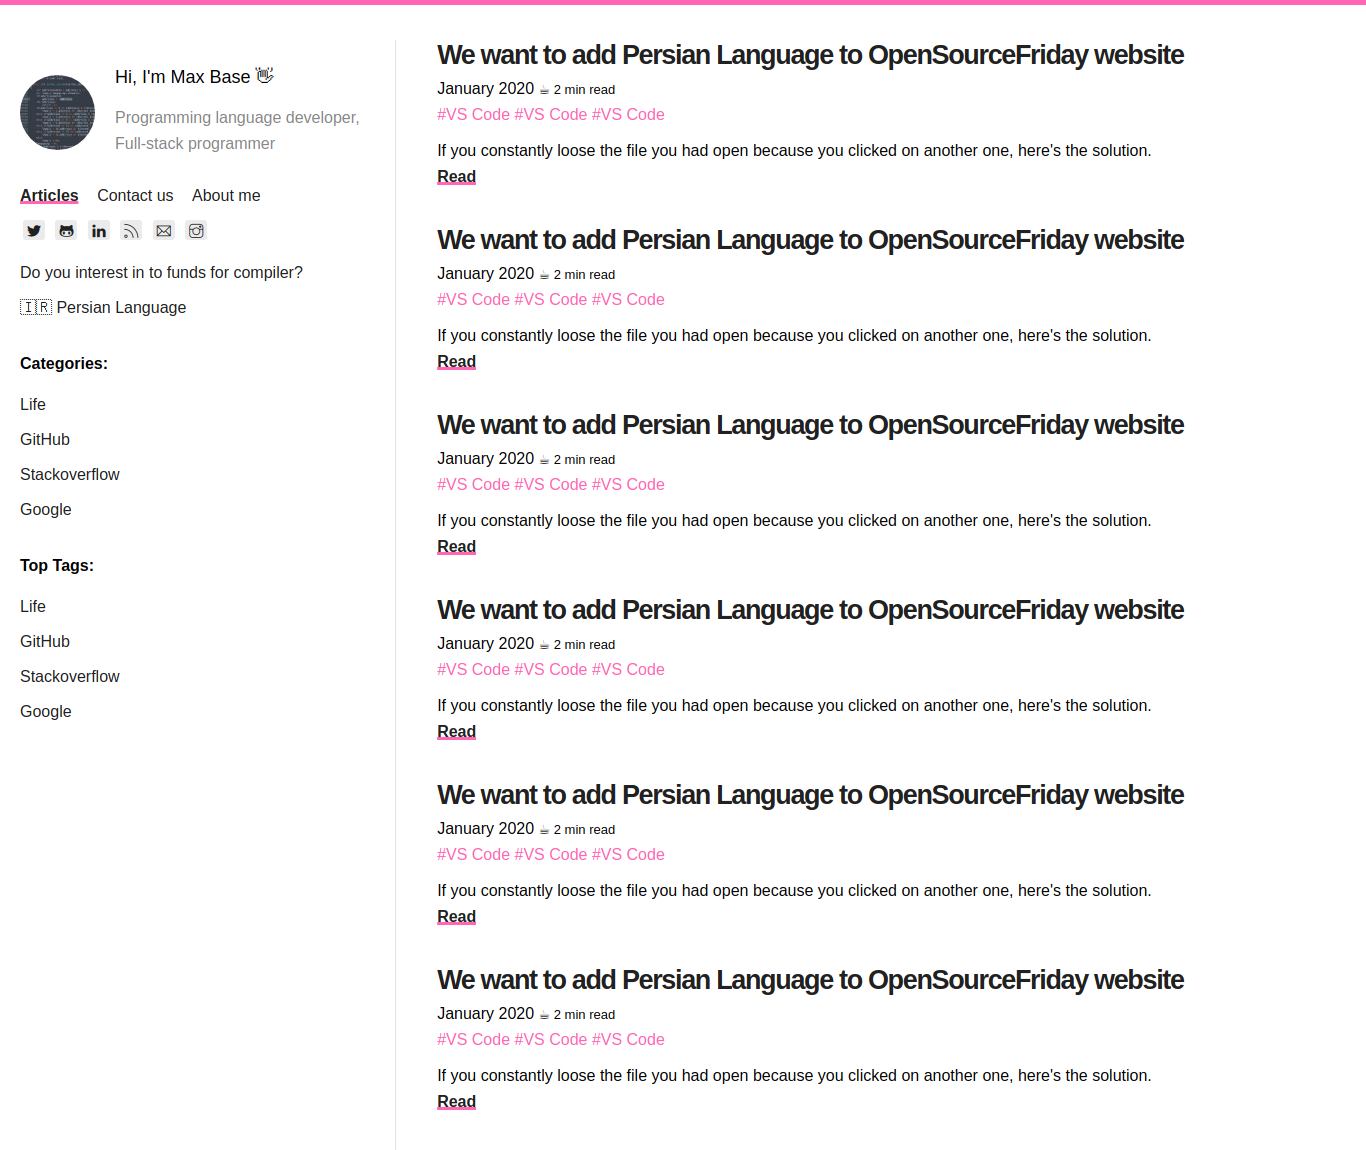 Hi, I'm Max Base 👋
Programming language developer,
Full-stack programmer
Articles Contact us About me
Do you interest in to funds for compiler?
🇮🇷 Persian Language
Categories:
Life
GitHub
Stackoverflow
Google
Top Tags:
Life
GitHub
Stackoverflow
Google
We want to add Persian Language to OpenSourceFriday website
January 2020 ☕ 2 min read
#VS Code #VS Code #VS Code
If you constantly loose the file you had open because you clicked on another one, here's the solution.
Read
We want to add Persian Language to OpenSourceFriday website
January 2020 ☕ 2 min read
#VS Code #VS Code #VS Code
If you constantly loose the file you had open because you clicked on another one, here's the solution.
Read
We want to add Persian Language to OpenSourceFriday website
January 2020 ☕ 2 min read
#VS Code #VS Code #VS Code
If you constantly loose the file you had open because you clicked on another one, here's the solution.
Read
We want to add Persian Language to OpenSourceFriday website
January 2020 ☕ 2 min read
#VS Code #VS Code #VS Code
If you constantly loose the file you had open because you clicked on another one, here's the solution.
Read
We want to add Persian Language to OpenSourceFriday website
January 2020 ☕ 2 min read
#VS Code #VS Code #VS Code
If you constantly loose the file you had open because you clicked on another one, here's the solution.
Read
We want to add Persian Language to OpenSourceFriday website
January 2020 ☕ 2 min read
#VS Code #VS Code #VS Code
If you constantly loose the file you had open because you clicked on another one, here's the solution.
Read